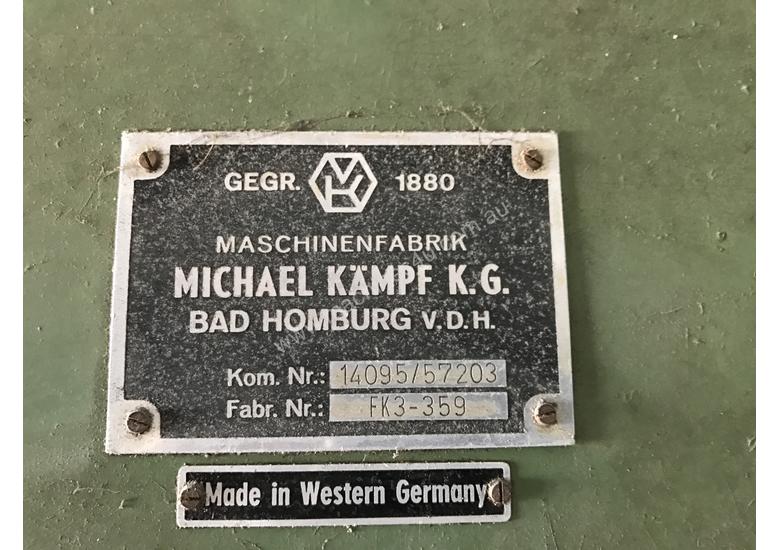 GEGR. 1880
MASCHINENFABRIK
MICHAEL KÄMPF K.G.
BAD HOMBURG V.D.H.
Kom. Nr.: 14095/57203
Fabr. Nr.: FK3-359
Made in Western Germany